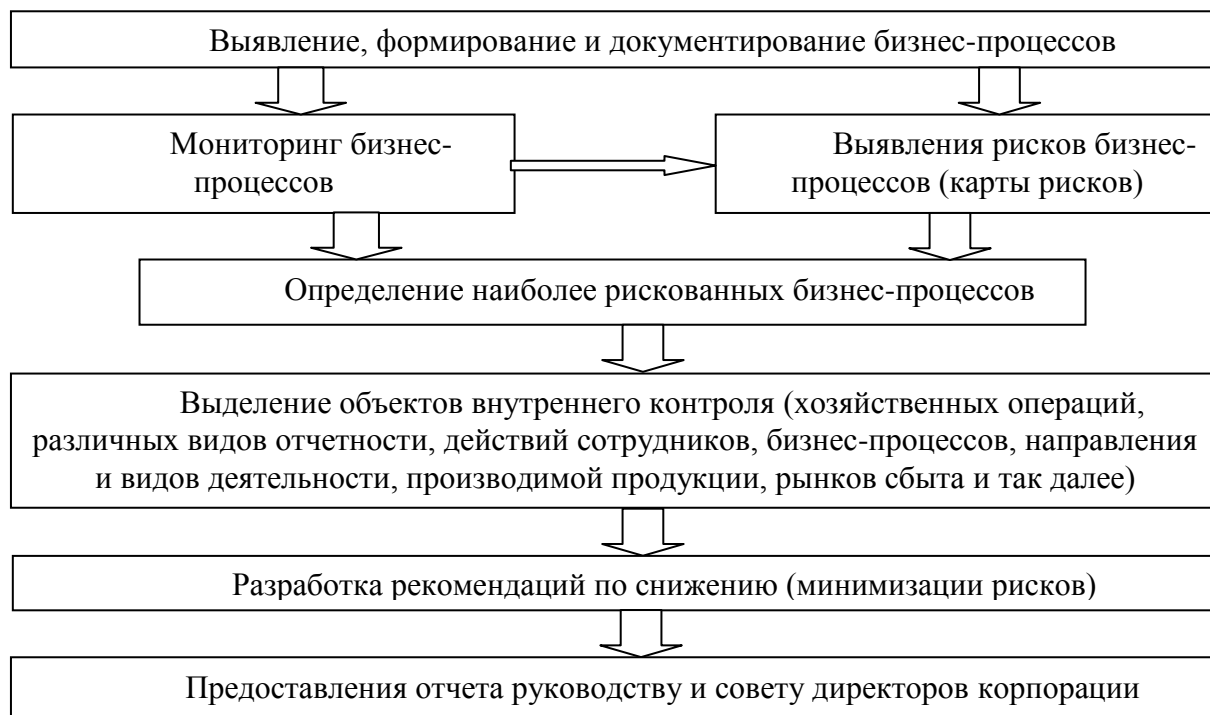 Выявление, формирование и документирование бизнес-процессов
Мониторинг бизнес-
процессов
Выявления рисков бизнес-
процессов (карты рисков)
Определение наиболее рискованных бизнес-процессов
Выделение объектов внутреннего контроля (хозяйственных операций,
различных видов отчетности, действий сотрудников, бизнес-процессов, направления
и видов деятельности, производимой продукции, рынков сбыта и так далее)
Разработка рекомендаций по снижению (минимизации рисков)
Предоставления отчета руководству и совету директоров корпорации